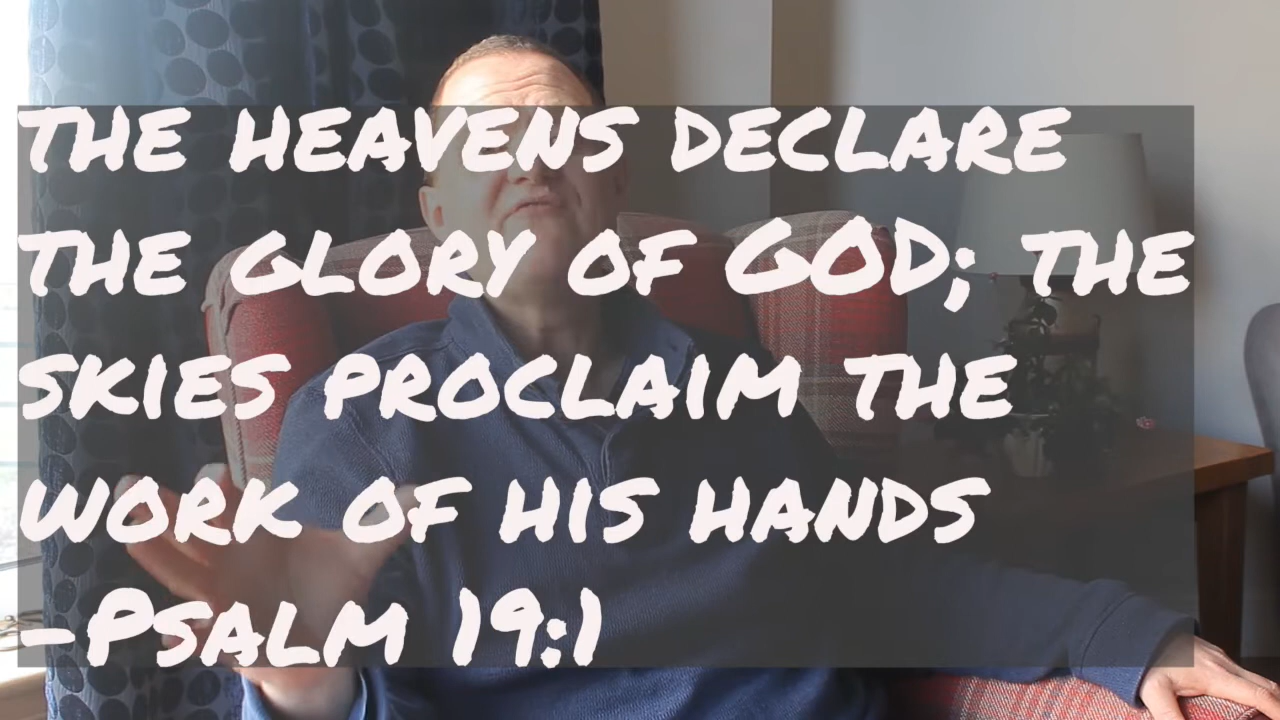 the heavens declare
the glory of GOD; the
skies proclaim the
work of his hands
-Psalm 19:1